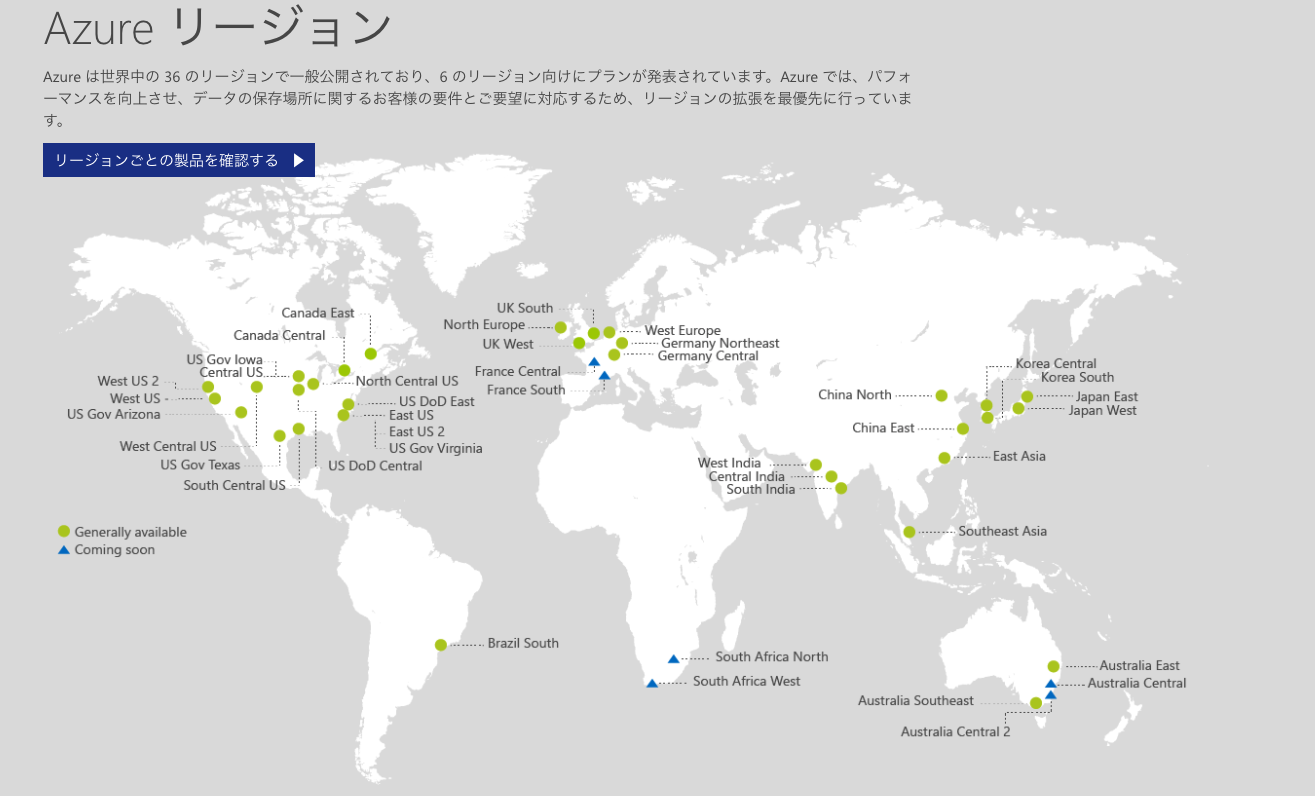 Azure リージョン
Azure は世界中の 36 のリージョンで一般公開されており、6 のリージョン向けにプランが発表されています。Azure では、パフォ
ーマンスを向上させ、データの保存場所に関するお客様の要件とご要望に対応するため、リージョンの拡張を最優先に行っていま
す。
リージョンごとの製品を確認する
Canada East
Canada Central
US Gov Iowa
Central US
West US 2
West US
US Gov Arizona
North Central US
US DoD East
East US
East US 2
US Gov Virginia
West Central US
US Gov Texas
US DoD Central
South Central US
UK South
North Europe
UK West
West Europe
Germany Northeast
Germany Central
France Central
France South
Korea Central
Korea South
China North
Japan East
Japan West
China East
East Asia
West India
Central India
South India
Generally available
Coming soon
Southeast Asia
Brazil South
South Africa North
South Africa West
Australia East
Australia Central
Australia Southeast
Australia Central 2